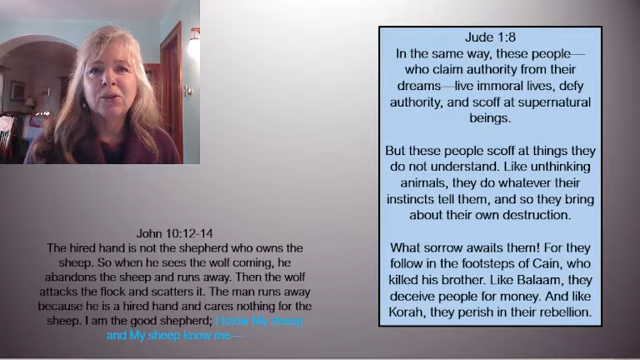 Jude 1:8
In the same way, these people—
who claim authority from their
dreams—live immoral lives, defy
authority, and scoff at supernatural
beings.
But these people scoff at things they
do not understand. Like unthinking
animals, they do whatever their
instincts tell them, and so they bring
about their own destruction.
What sorrow awaits them! For they
follow in the footsteps of Cain, who
killed his brother. Like Balaam, they
deceive people for money. And like
Korah, they perish in their rebellion.
John 10:12-14
The hired hand is not the shepherd who owns the
sheep. So when he sees the wolf coming, he
abandons the sheep and runs away. Then the wolf
attacks the flock and scatters it. The man runs away
because he is a hired hand and cares nothing for the
sheep. I am the good shepherd; I know My sheep
and My sheep know me—